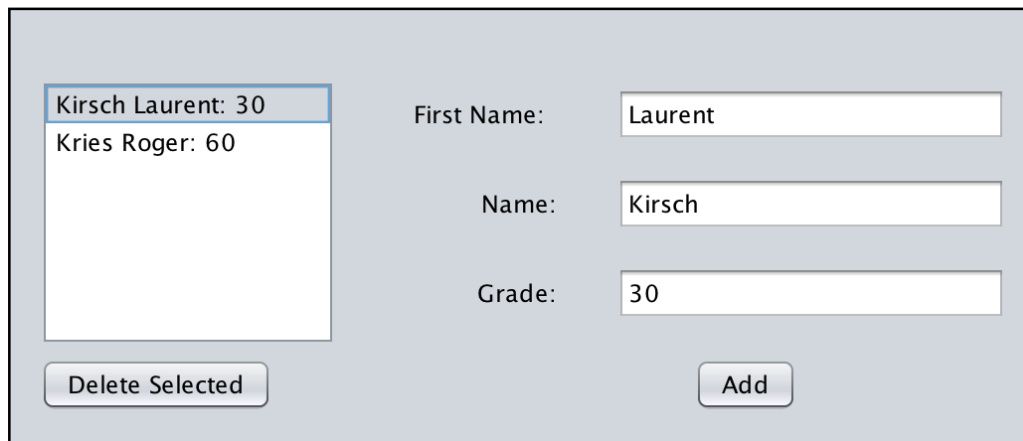 Kirsch Laurent: 30
Kries Roger: 60
Delete Selected
First Name:
Laurent
Name:
Kirsch
Grade:
30
Add